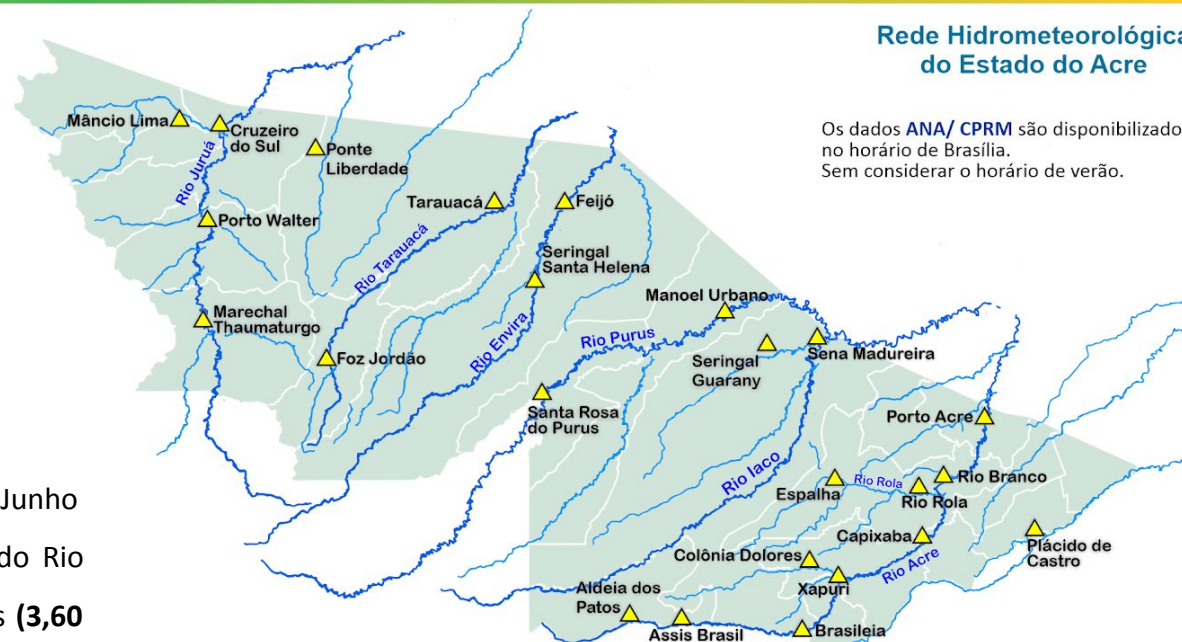 Rede Hidrometeorológica
do Estado do Acre
Os dados ANA/ CPRM são disponibilizado
no horário de Brasília.
Sem considerar o horário de verão.
Mâncio Lima
Cruzeiro
do Sul
Ponte
Liberdade
Rio Juruá
Porto Walter
Tarauacá
Feijó
Rio Tarauacá
Seringal
Santa Helena
Marechal
Thaumaturgo
Foz Jordão
Rio Envira
Manoel Urbano
Rio Purus
Seringal
Guarany
Sena Madureira
Santa Rosa
do Purus
Porto Acre
Rio Iaco
Espalha
Rio Rola
Rio Rola
Rio Branco
Capixaba
Plácido de
Castro
Colônia Dolores
Rio Acre
Xapuri
Aldeia dos
Patos
Assis Brasil
Brasileia
Junho
do Rio
s (3,60